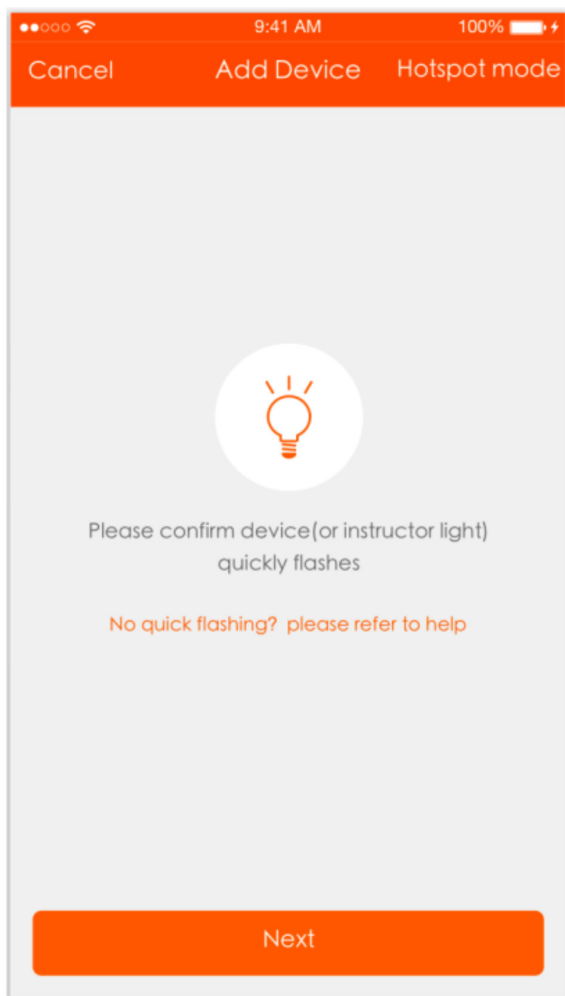 9:41 AM 100%
Cancel Add Device Hotspot mode
Please confirm device(or instructor light)
quickly flashes
No quick flashing? please refer to help
Next